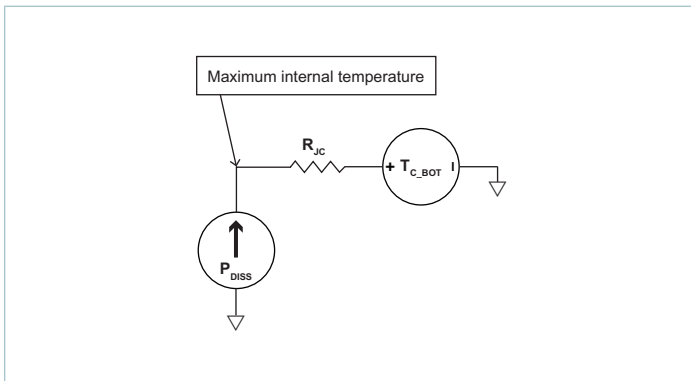 Maximum internal temperature
R_JC
+ T_C_BOT –
P_DISS